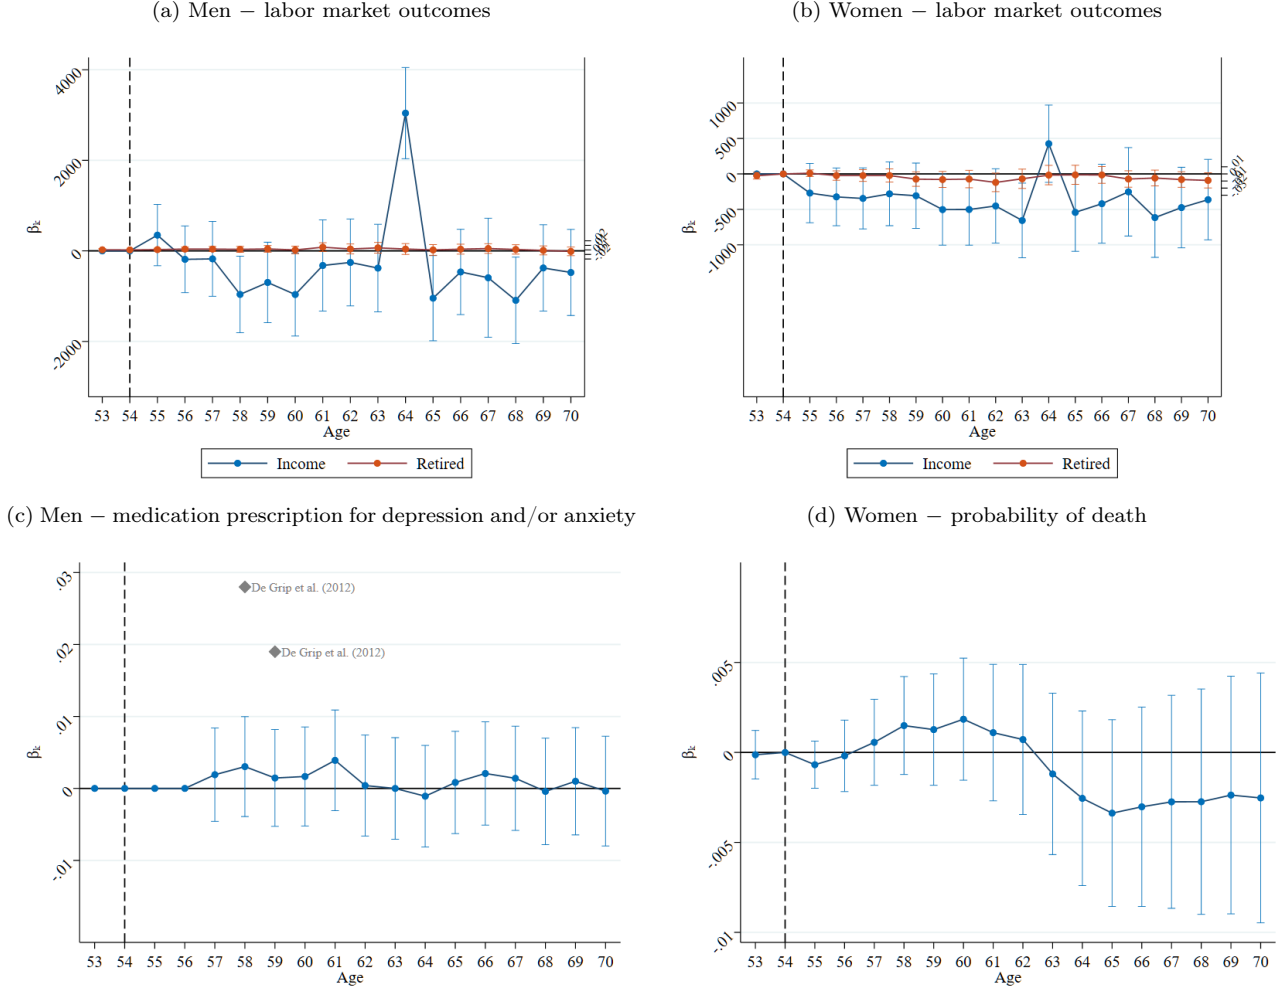 (a) Men − labor market outcomes
4000
2000
0
-2000
βk
53 54 55 56 57 58 59 60 61 62 63 64 65 66 67 68 69 70
Age
Income Retired
(b) Women − labor market outcomes
1000
500
0
-500
-1000
βk
.01
53 54 55 56 57 58 59 60 61 62 63 64 65 66 67 68 69 70
Age
Income Retired
(c) Men − medication prescription for depression and/or anxiety
.03
.02
.01
0
-.01
βk
De Grip et al. (2012)
De Grip et al. (2012)
53 54 55 56 57 58 59 60 61 62 63 64 65 66 67 68 69 70
Age
(d) Women − probability of death
.005
0
-.005
-.01
βk
53 54 55 56 57 58 59 60 61 62 63 64 65 66 67 68 69 70
Age